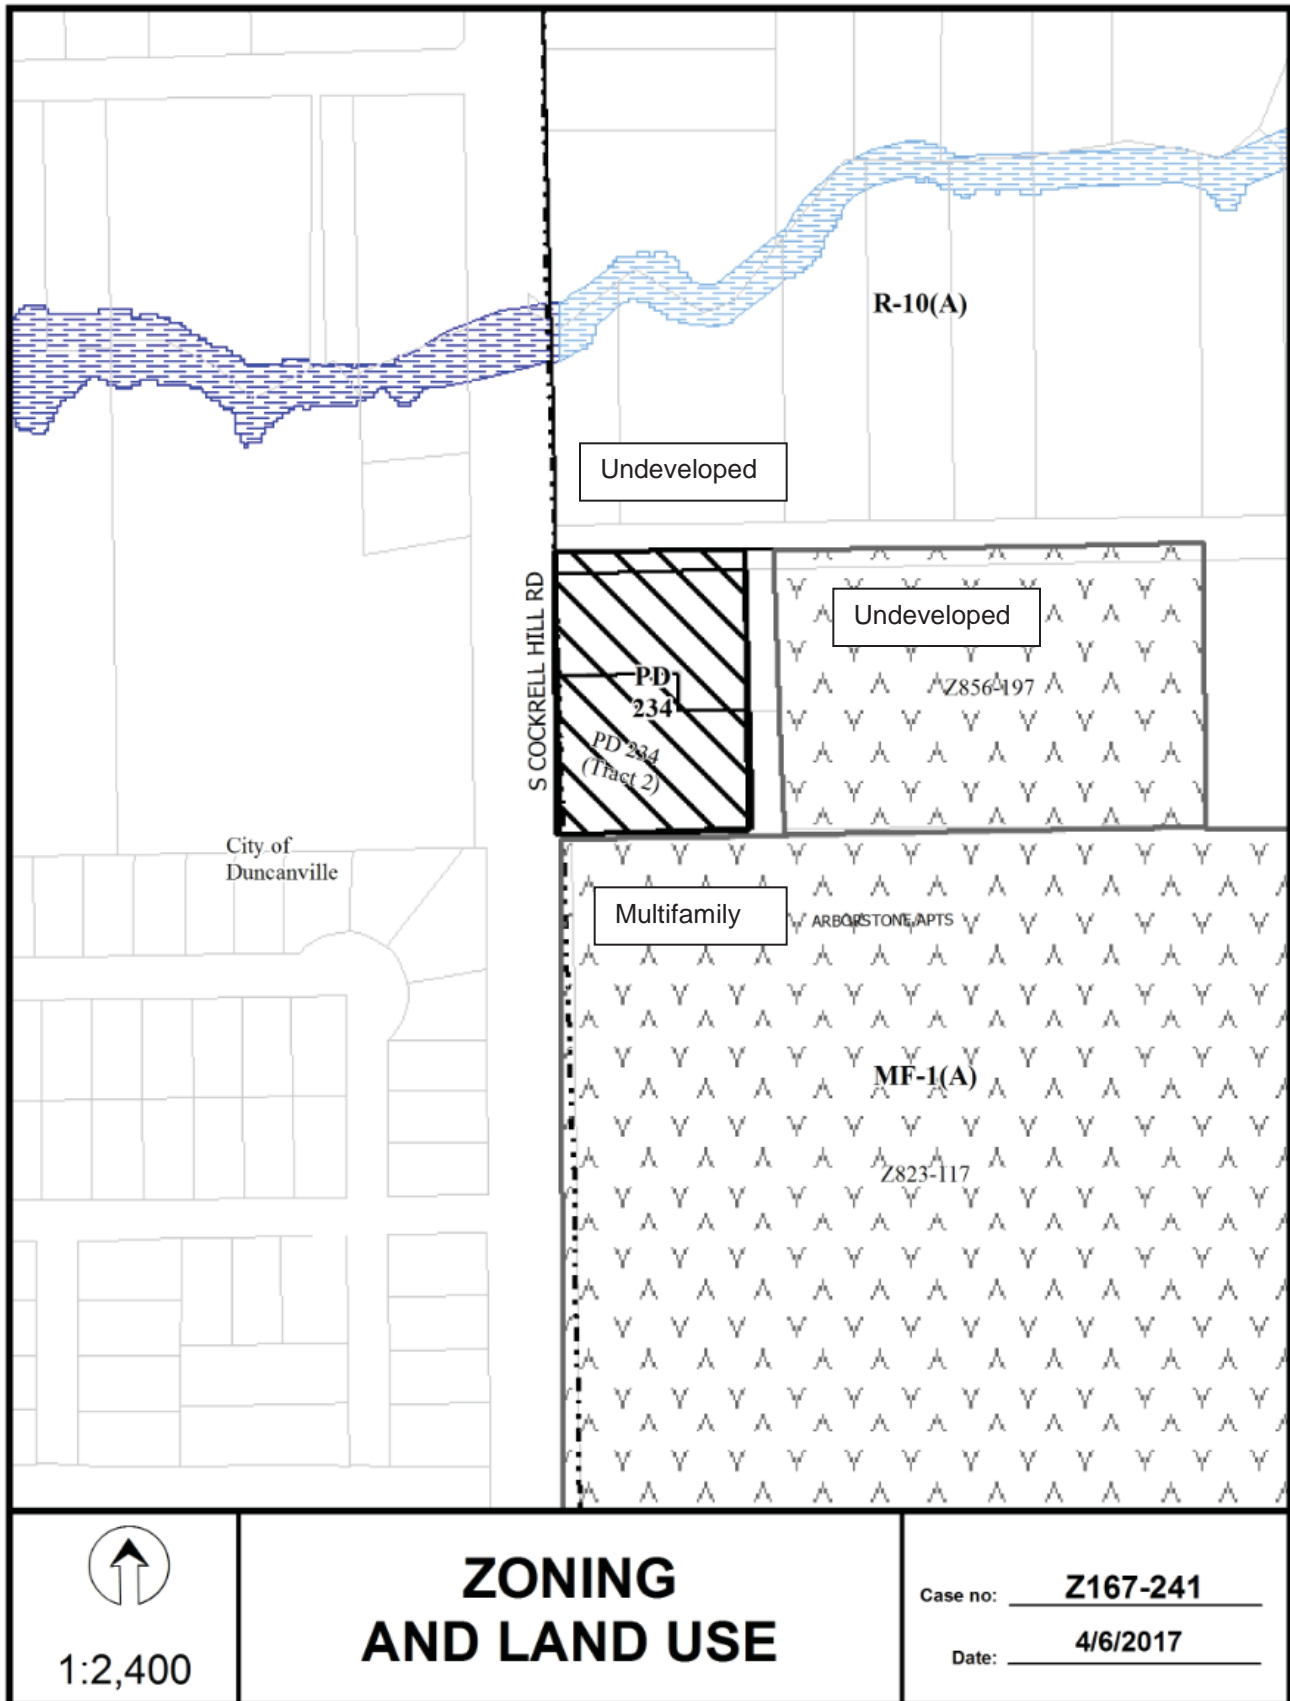 R-10(A)
Undeveloped
S COCKRELL HILL RD
Undeveloped
PD
234
Z856-197
PD 234
(Tract 2)
City of
Duncanville
Multifamily
ARBORSTONE APTS
MF-1(A)
Z823-117
1:2,400
ZONING
AND LAND USE
Case no: Z167-241
Date: 4/6/2017